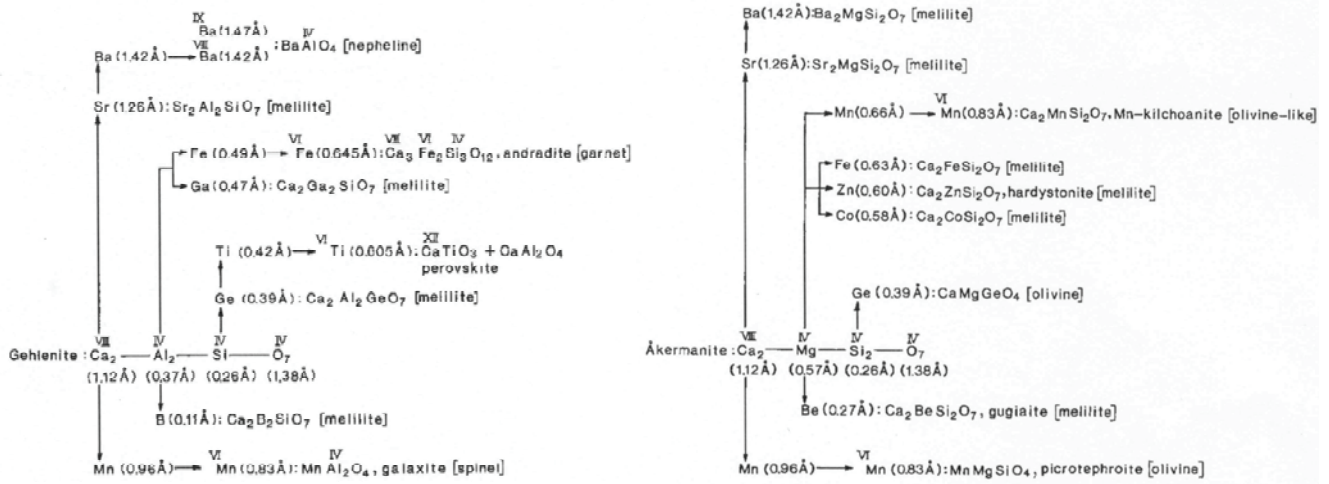 IX
Ba(1.47Å)
VIII IV
Ba(1.42Å) Ba(1.42Å) :BaAlO4 [nepheline]
Sr(1.26Å):Sr2Al2SiO7 [melilite]
VI VIII VI IV
Fe(0.49Å) Fe(0.645Å):Ca3 Fe2Si3O12, andradite [garnet]
Ga(0.47Å):Ca2Ga2SiO7 [melilite]
VI XII
Ti (0.42Å) Ti(0.605Å):CaTiO3 + CaAl2O4
perovskite
Ge (0.39Å): Ca2 Al2GeO7 [melilite]
VIII IV IV IV
Gehlenite :Ca2 Al2 Si O7
(1.12Å) (0.37Å) (0.26Å) (1.38Å)
B(0.11Å): Ca2B2SiO7 [melilite]
VI IV
Mn (0.96Å) Mn (0.83Å): MnAl2O4, galaxite [spinel]
Ba(1.42Å):Ba2MgSi2O7 [melilite]
Sr(1.26Å):Sr2MgSi2O7 [melilite]
VI
Mn(0.66Å) Mn(0.83Å):Ca2MnSi2O7, Mn-kilchoanite [olivine-like]
Fe(0.63Å): Ca2FeSi2O7 [melilite]
Zn(0.60Å): Ca2ZnSi2O7, hardystonite [melilite]
Co(0.58Å): Ca2CoSi2O7 [melilite]
Ge (0.39Å):CaMgGeO4 [olivine]
VIII IV IV IV
Åkermanite :Ca2 Mg Si2 O7
(1.12Å) (0.57Å) (0.26Å) (1.38Å)
Be(0.27Å): Ca2BeSi2O7, gugiaite [melilite]
VI
Mn (0.96Å) Mn (0.83Å):MnMgSiO4, picrotephroite [olivine]